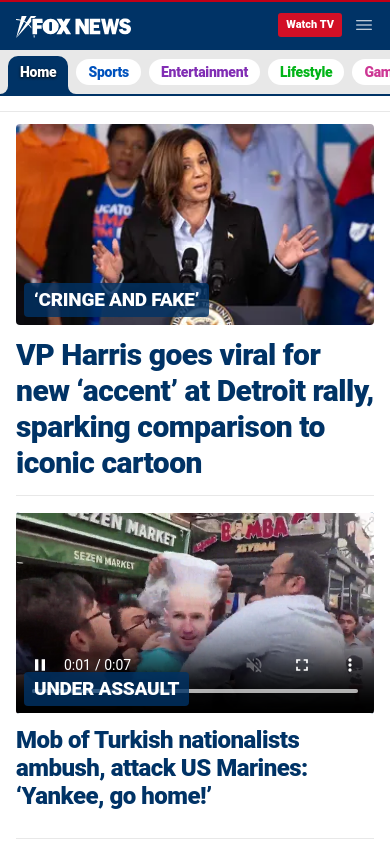 FOX NEWS
Watch TV
Home Sports Entertainment Lifestyle Gam
UCATO
AMA
‘CRINGE AND FAKE’
VP Harris goes viral for
new ‘accent’ at Detroit rally,
sparking comparison to
iconic cartoon
SEZEN MARKET
SEZEN MARKET
BOMBA
0:01 / 0:07
UNDER ASSAULT
Mob of Turkish nationalists
ambush, attack US Marines:
‘Yankee, go home!’